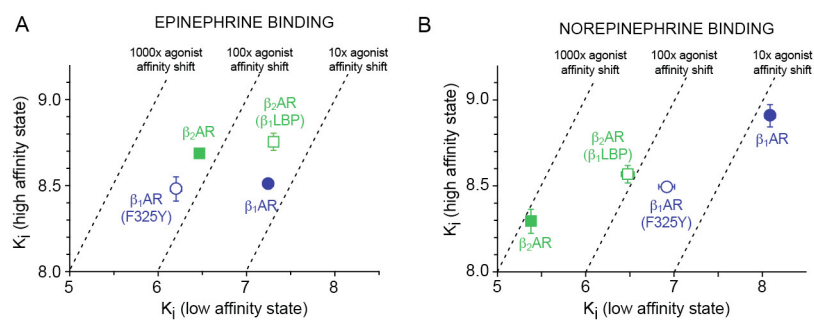 A
EPINEPHRINE BINDING
1000x agonist
affinity shift
100x agonist
affinity shift
10x agonist
affinity shift
Ki (high affinity state)
9.0
8.5
8.0
β2AR
β2AR
(β1LBP)
β1AR
(F325Y)
β1AR
5
6
7
8
Ki (low affinity state)
B
NOREPINEPHRINE BINDING
1000x agonist
affinity shift
100x agonist
affinity shift
10x agonist
affinity shift
Ki (high affinity state)
9.0
8.5
8.0
β2AR
(β1LBP)
β1AR
β1AR
(F325Y)
β2AR
5
6
7
8
Ki (low affinity state)